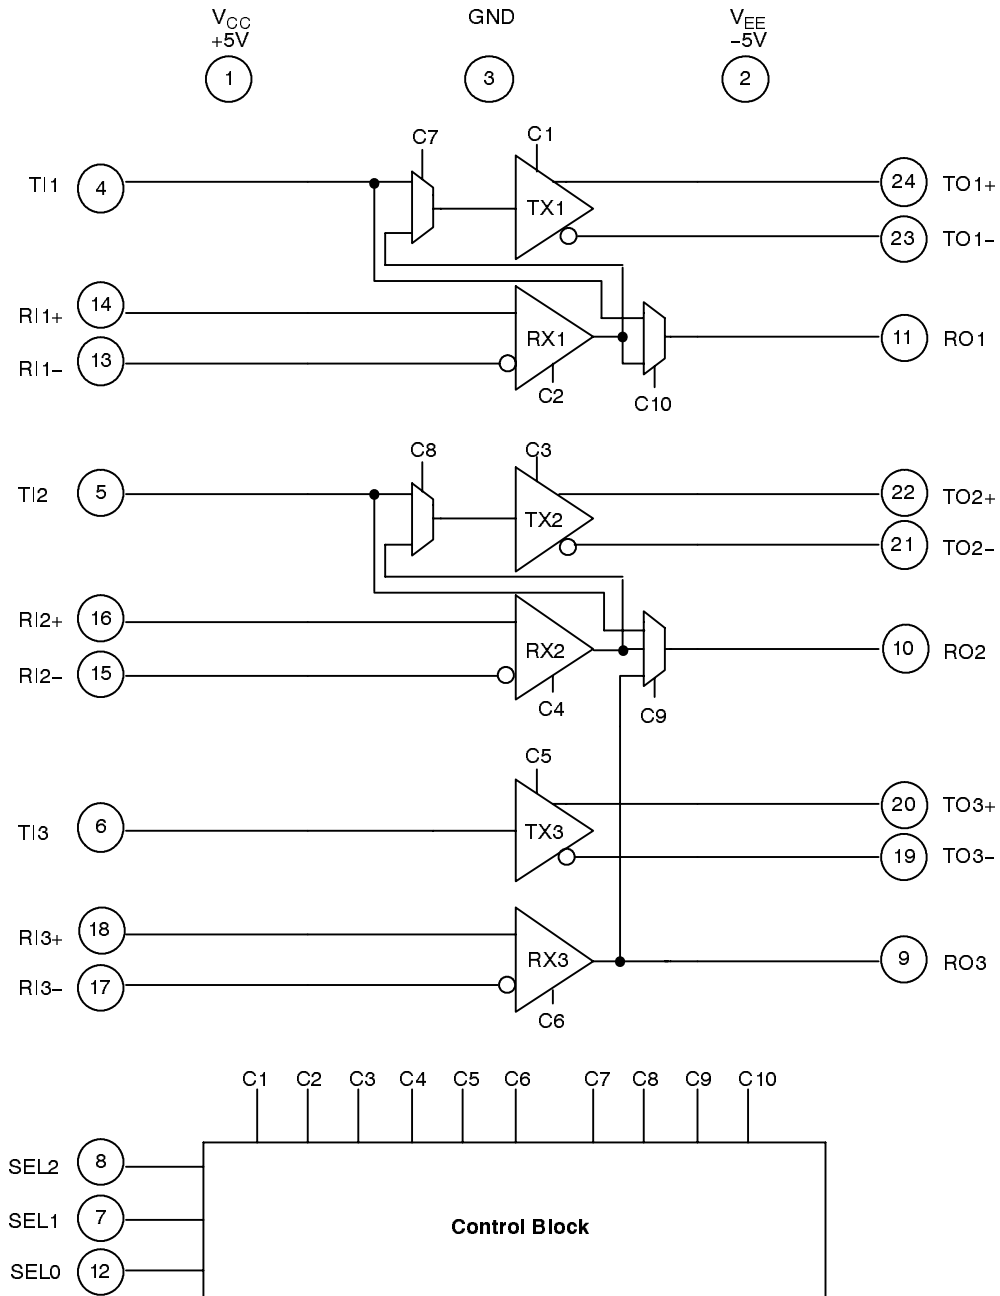 VCC GND VEE
+5V −5V
1 3 2
C7 C1
TI1 4 TX1 24 TO1+
23 TO1−
RI1+ 14 RX1 11 RO1
RI1− 13
C2 C10
C8 C3
TI2 5 TX2 22 TO2+
21 TO2−
RI2+ 16 RX2 10 RO2
RI2− 15
C4 C9
C5
TI3 6 TX3 20 TO3+
19 TO3−
RI3+ 18 RX3 9 RO3
RI3− 17
C6
C1 C2 C3 C4 C5 C6 C7 C8 C9 C10
SEL2 8
SEL1 7 Control Block
SEL0 12